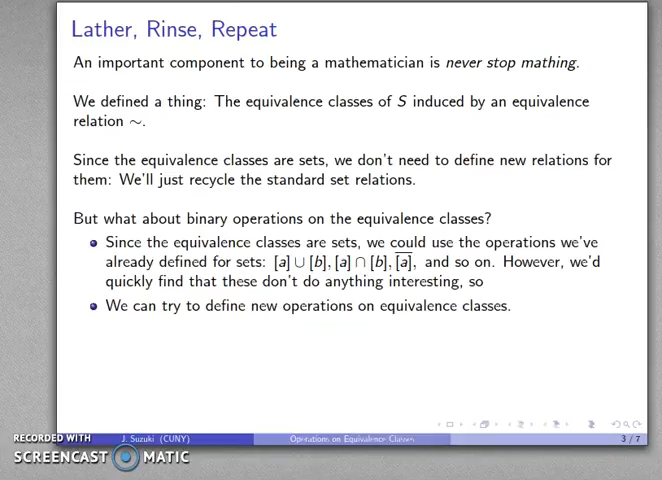 Lather, Rinse, Repeat
An important component to being a mathematician is never stop mathing.
We defined a thing: The equivalence classes of S induced by an equivalence
relation ∼.
Since the equivalence classes are sets, we don't need to define new relations for
them: We'll just recycle the standard set relations.
But what about binary operations on the equivalence classes?
Since the equivalence classes are sets, we could use the operations we've
already defined for sets: [a] ∪ [b], [a] ∩ [b], [a]̅, and so on. However, we'd
quickly find that these don't do anything interesting, so
We can try to define new operations on equivalence classes.
J. Suzuki (CUNY) Operations on Equivalence Classes 3 / 7
RECORDED WITH
SCREENCAST MATIC